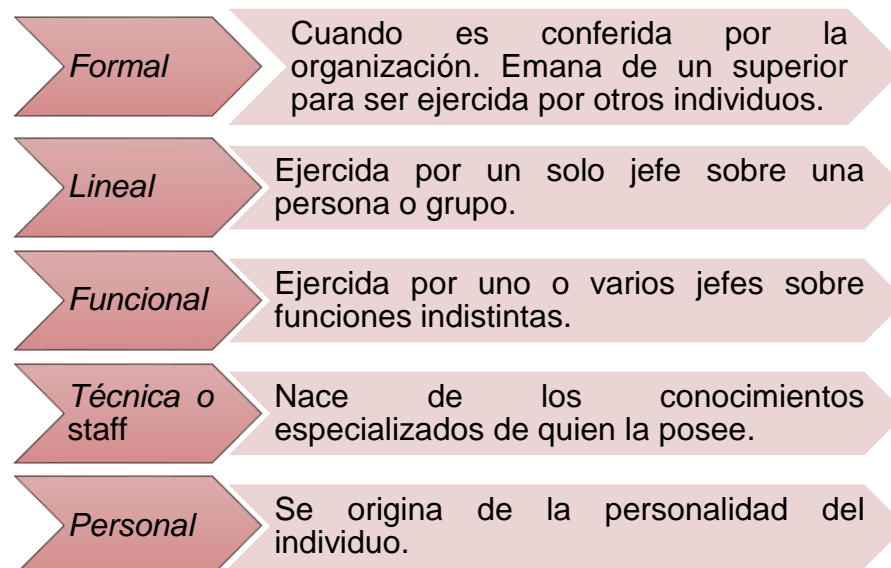 Formal
Cuando es conferida por la
organización. Emana de un superior
para ser ejercida por otros individuos.
Lineal
Ejercida por un solo jefe sobre una
persona o grupo.
Funcional
Ejercida por uno o varios jefes sobre
funciones indistintas.
Técnica o
staff
Nace de los conocimientos
especializados de quien la posee.
Personal
Se origina de la personalidad del
individuo.